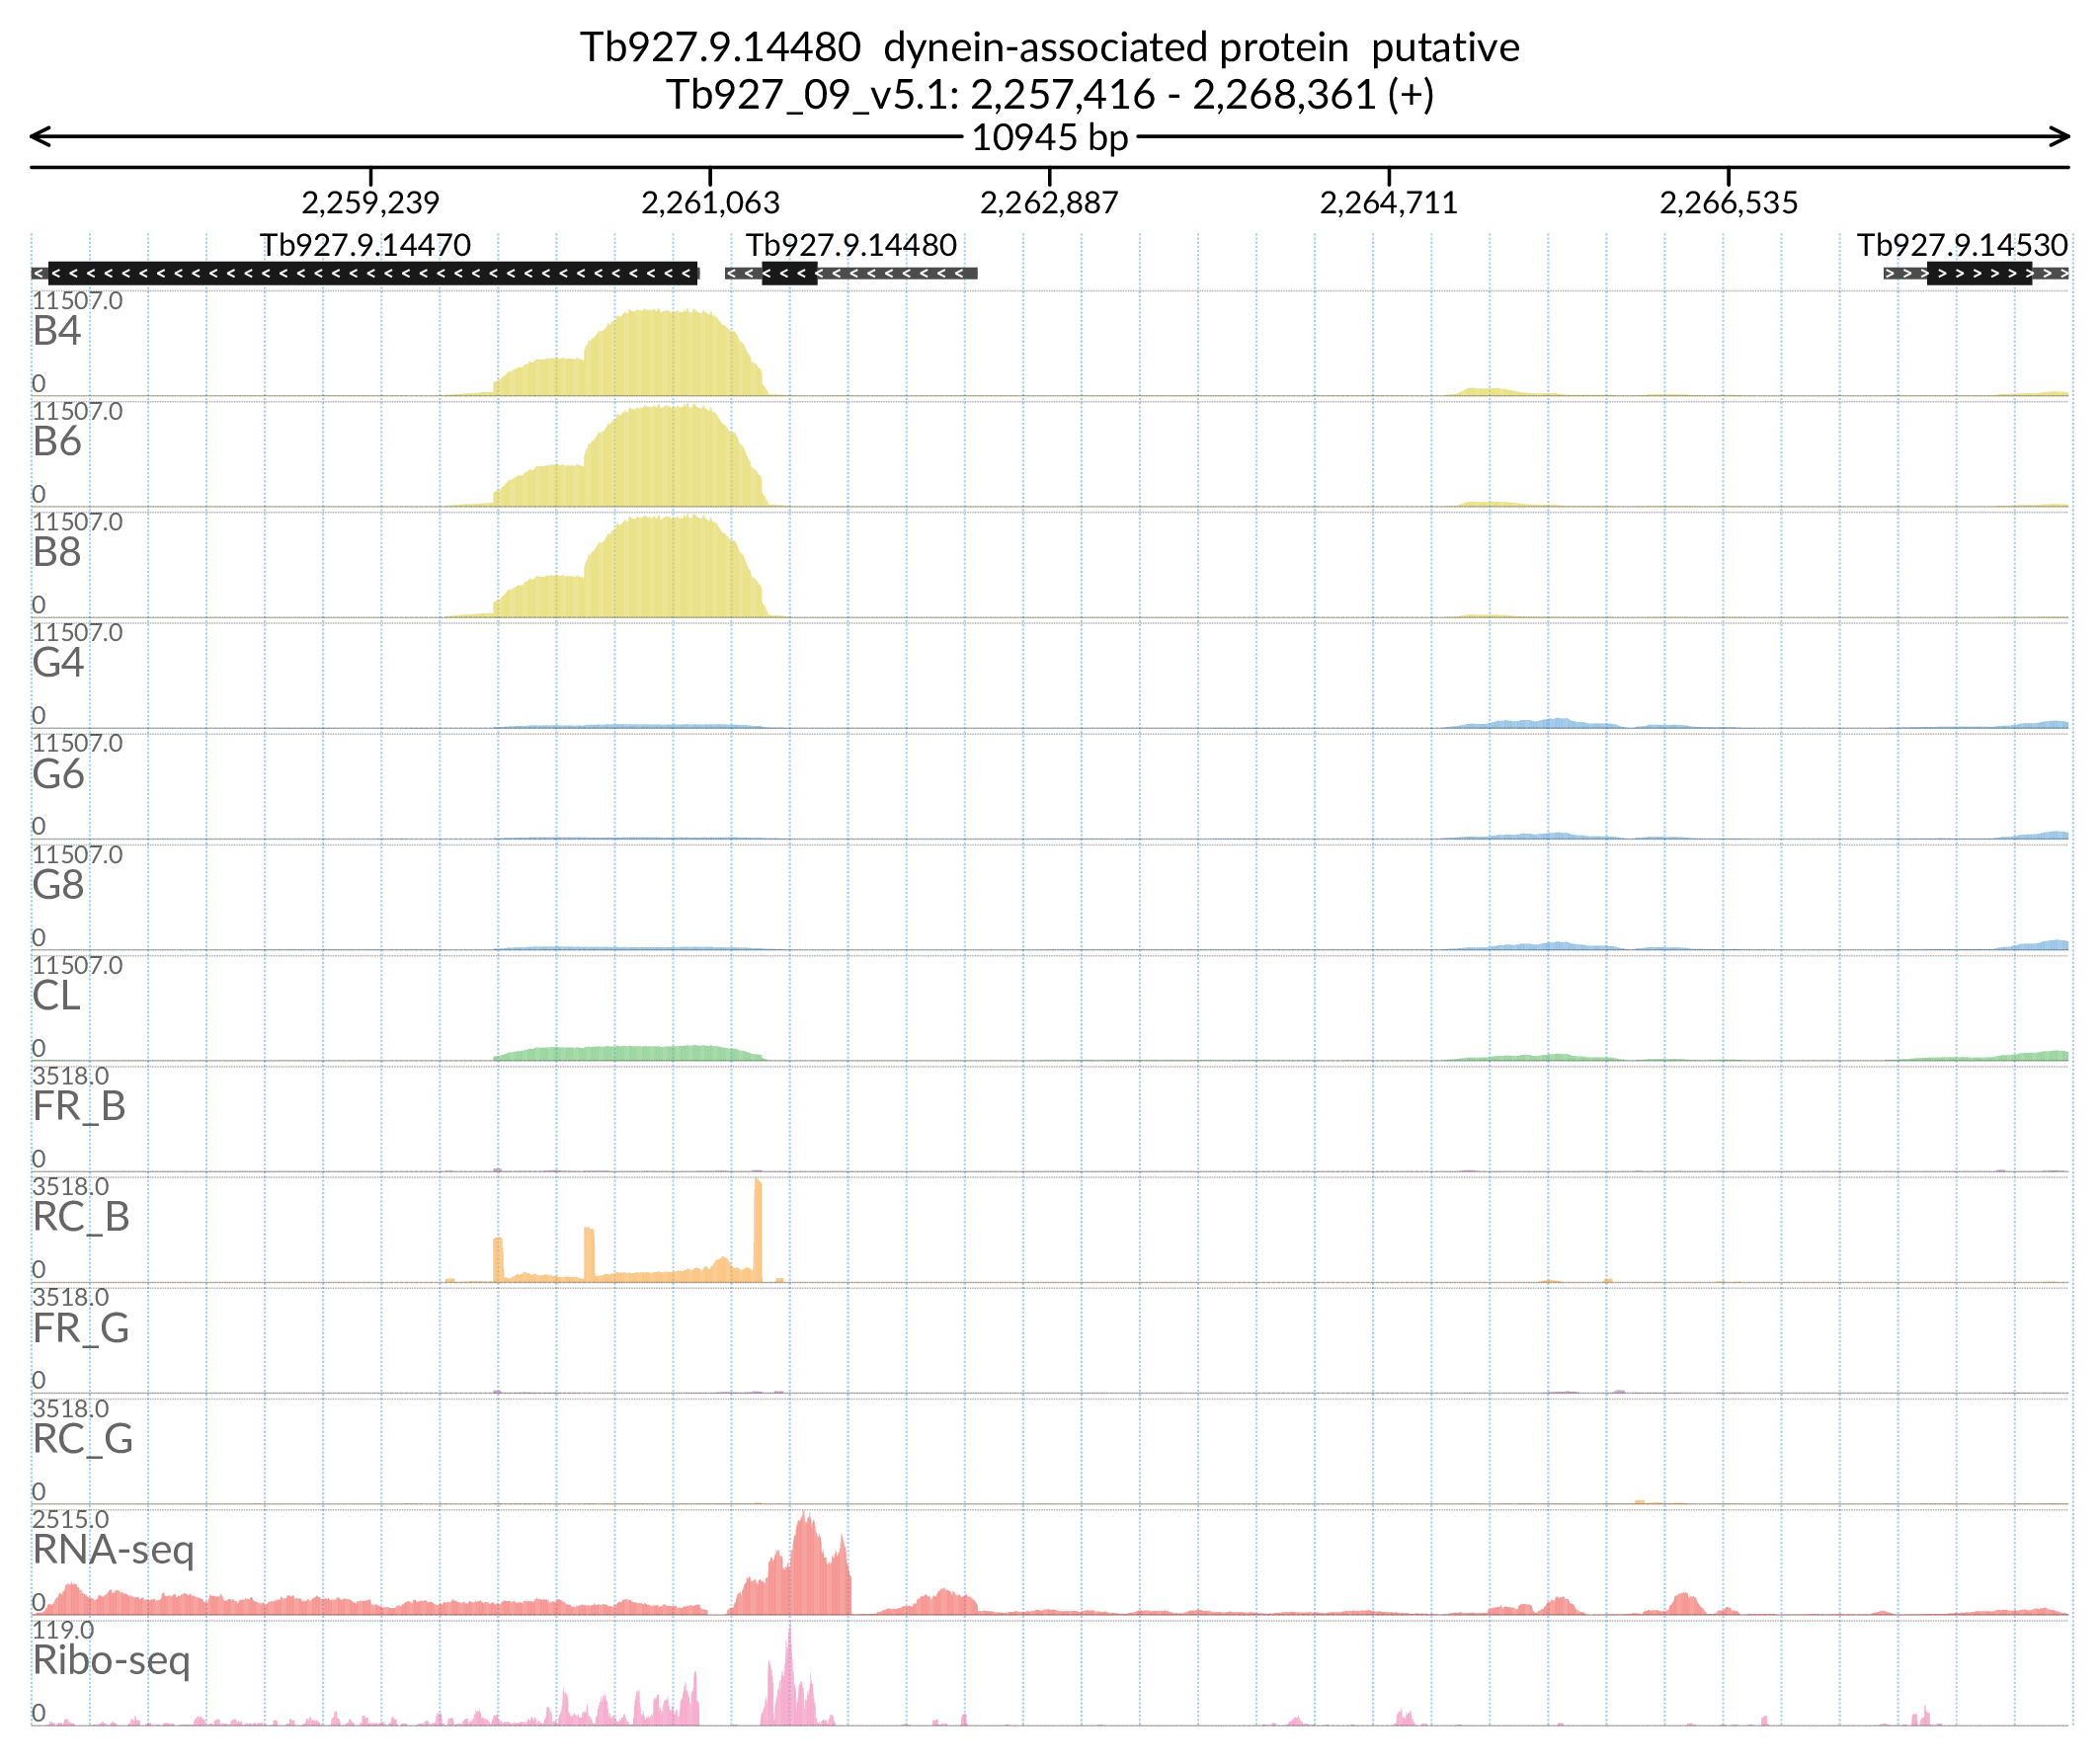 Tb927.9.14480 dynein-associated protein putative
Tb927_09_v5.1: 2,257,416 - 2,268,361 (+)
10945 bp
2,259,239 2,261,063 2,262,887 2,264,711 2,266,535
Tb927.9.14470 Tb927.9.14480 Tb927.9.14530
11507.0
B4
0
11507.0
B6
0
11507.0
B8
0
11507.0
G4
0
11507.0
G6
0
11507.0
G8
0
11507.0
CL
0
3518.0
FR_B
0
3518.0
RC_B
0
3518.0
FR_G
0
3518.0
RC_G
0
2515.0
RNA-seq
0
119.0
Ribo-seq
0